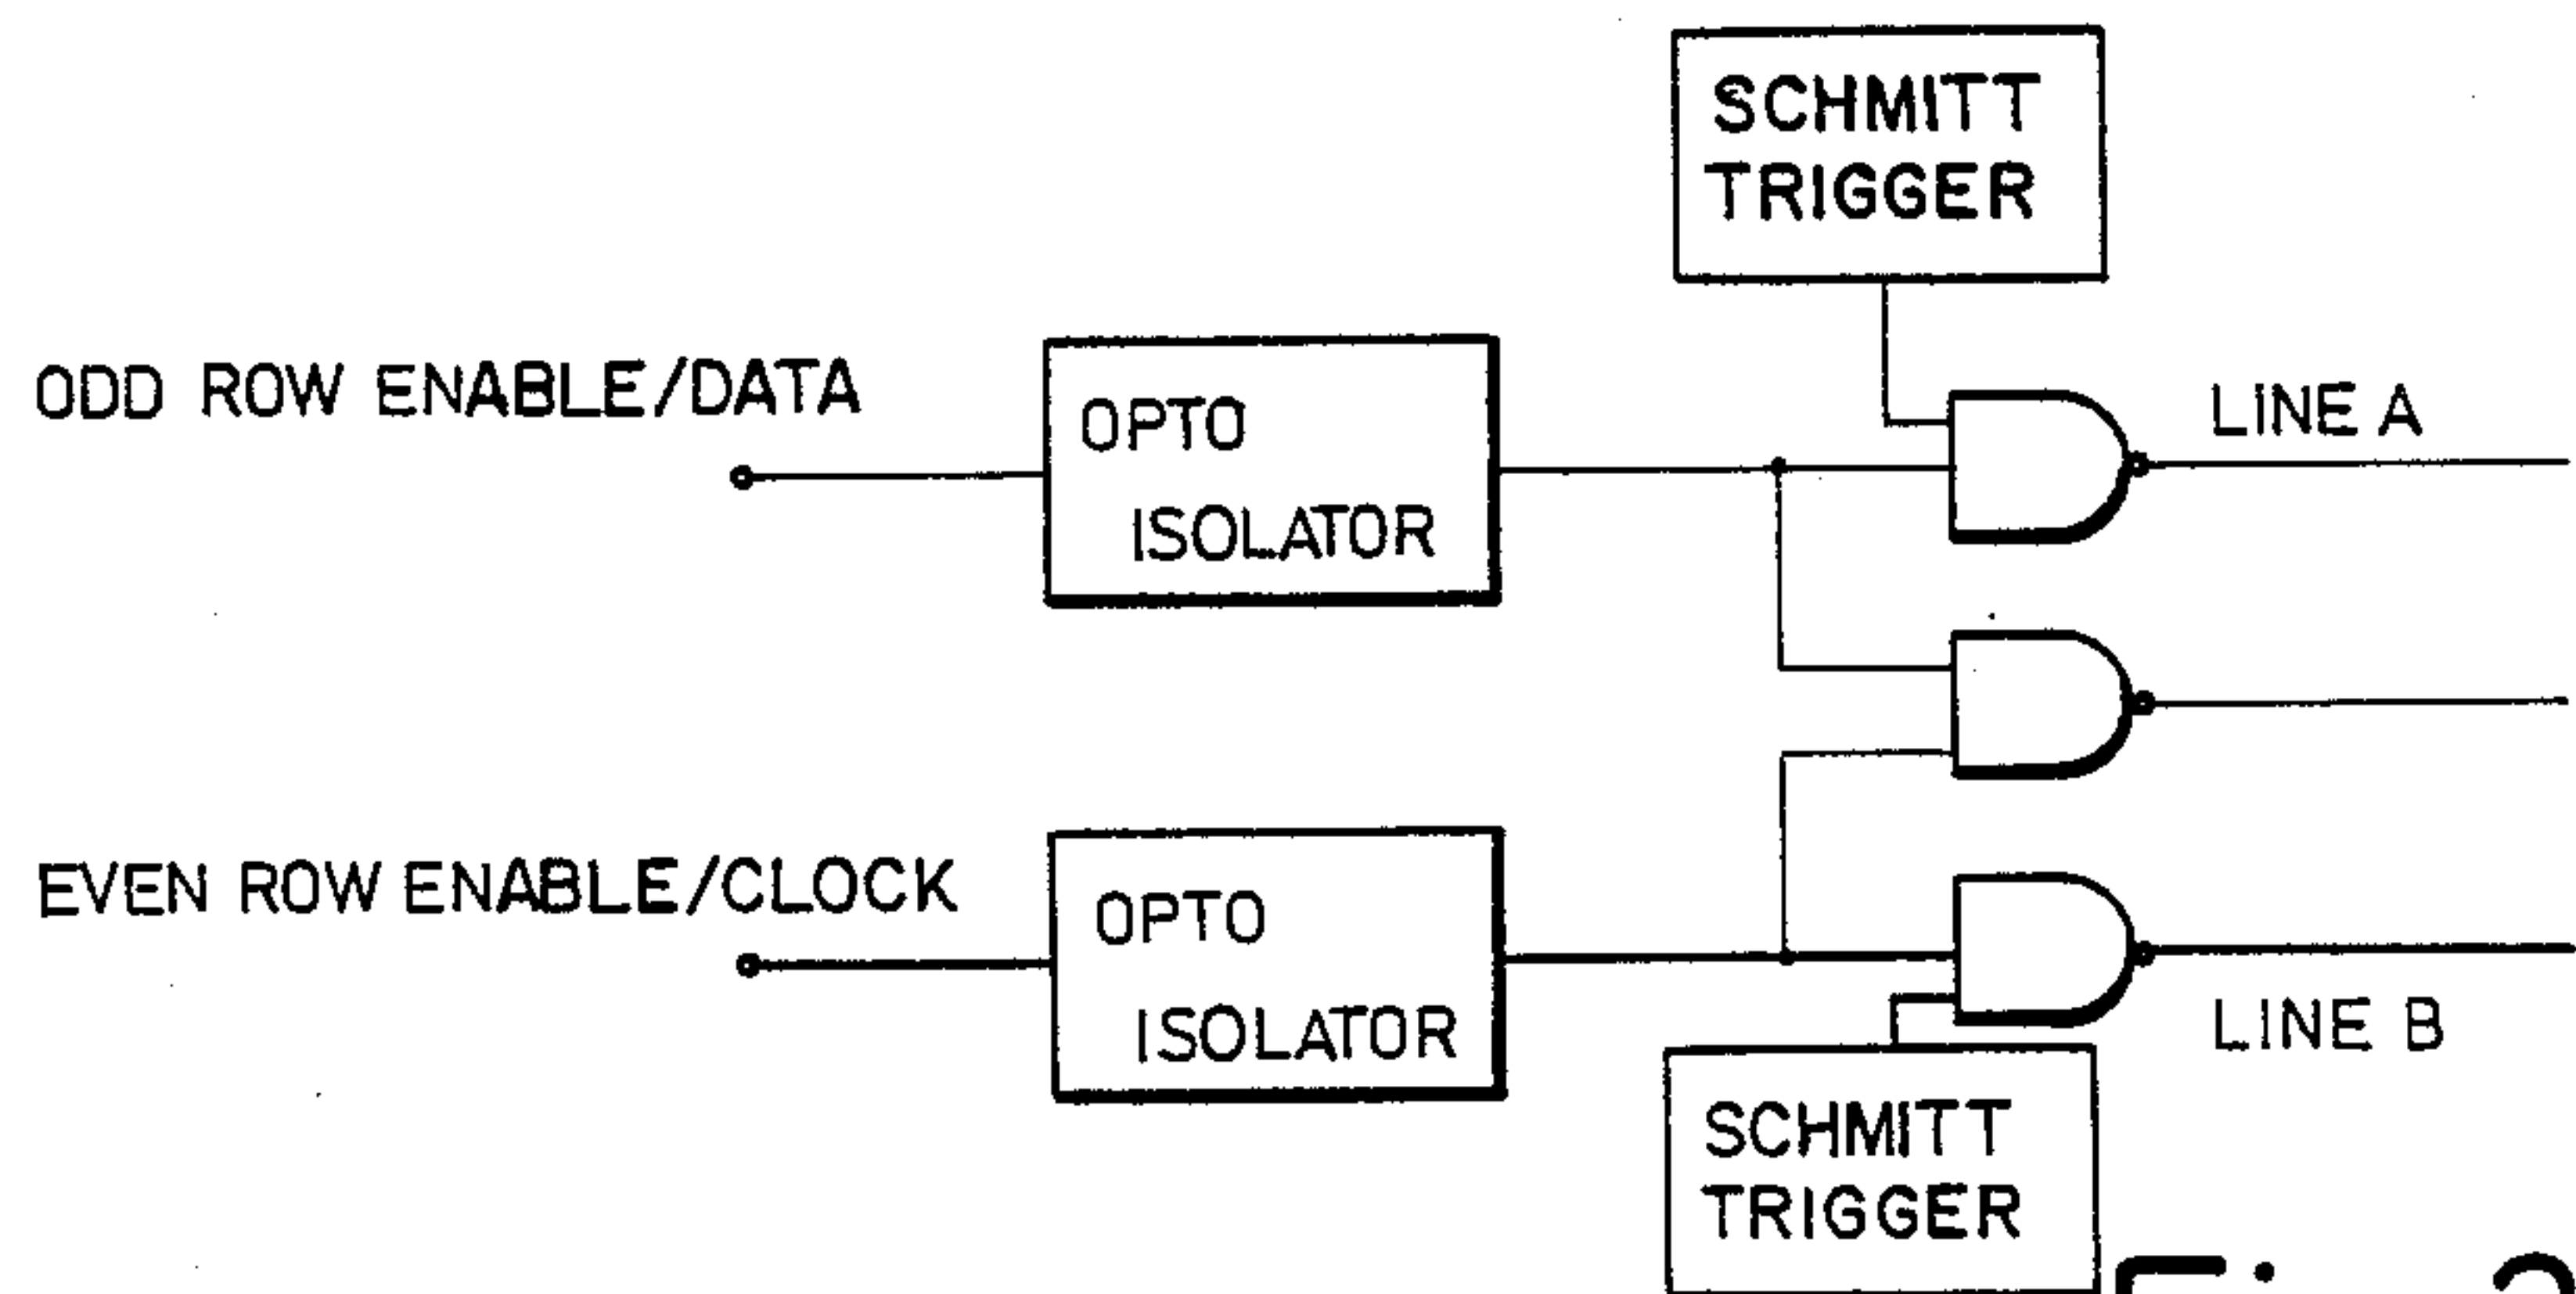 SCHMITT
TRIGGER
ODD ROW ENABLE/DATA
OPTO
ISOLATOR
LINE A
EVEN ROW ENABLE/CLOCK
OPTO
ISOLATOR
LINE B
SCHMITT
TRIGGER